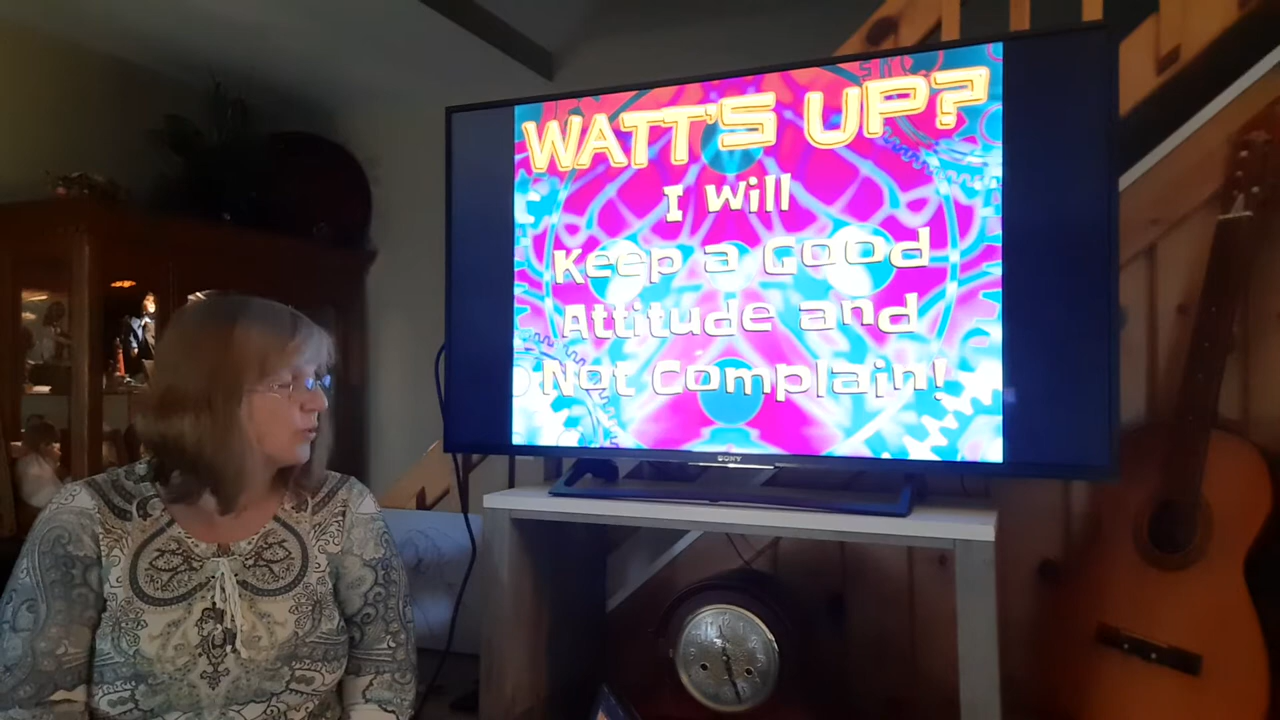 WATT'S UP?
I will
Keep a Good
Attitude and
Not Complain!
SONY